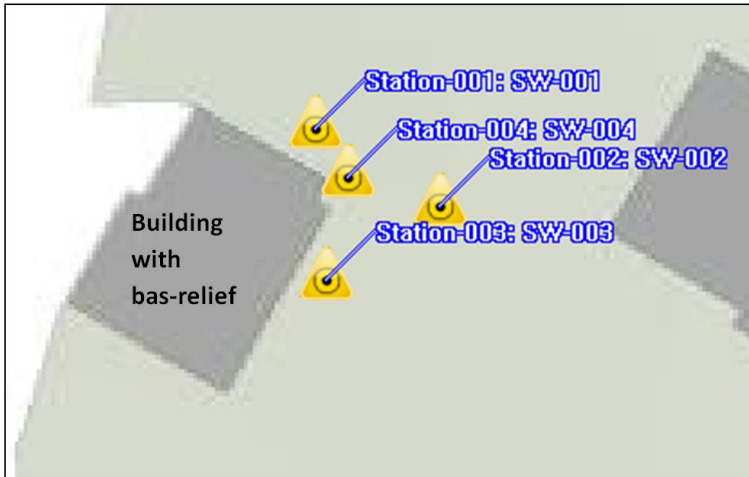 Station-001: SW-001
Station-004: SW-004
Station-002: SW-002
Station-003: SW-003
Building
with
bas-relief